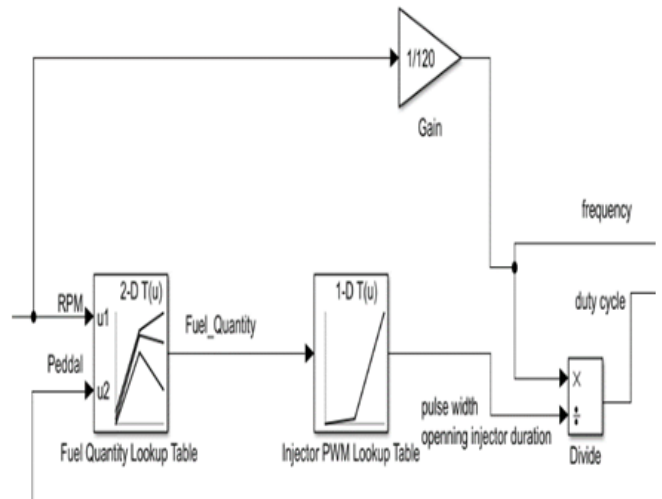 1/120
Gain
frequency
2-D T(u)
1-D T(u)
duty cycle
RPM
u1
Fuel_Quantity
Peddal
u2
X
÷
pulse width
openning injector duration
Fuel Quantity Lookup Table
Injector PWM Lookup Table
Divide